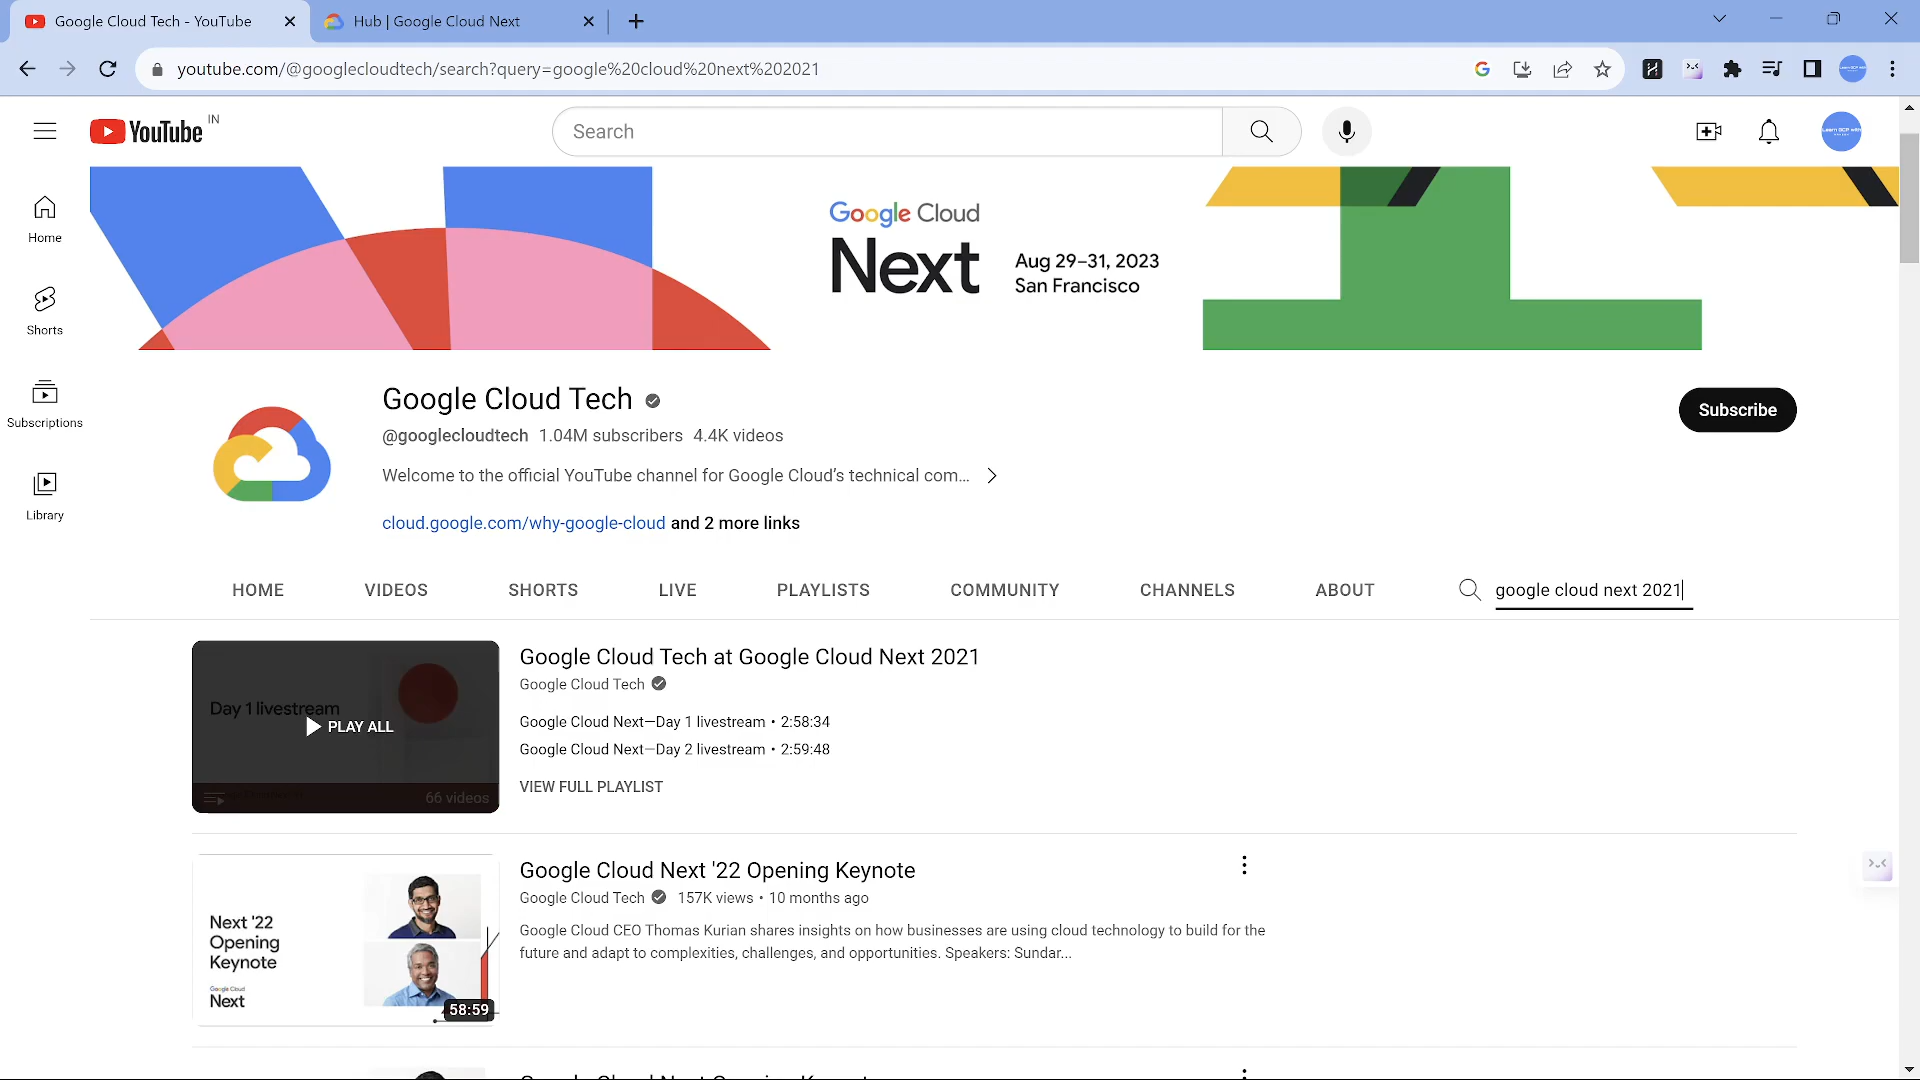 Google Cloud Tech - YouTube
Hub | Google Cloud Next
youtube.com/@googlecloudtech/search?query=google%20cloud%20next%202021
YouTube IN
Search
Home
Shorts
Subscriptions
Library
Google Cloud
Next
Aug 29–31, 2023
San Francisco
Google Cloud Tech
@googlecloudtech 1.04M subscribers 4.4K videos
Welcome to the official YouTube channel for Google Cloud’s technical com...
cloud.google.com/why-google-cloud and 2 more links
Subscribe
HOME VIDEOS SHORTS LIVE PLAYLISTS COMMUNITY CHANNELS ABOUT google cloud next 2021
Day 1 livestream
PLAY ALL
66 videos
Google Cloud Tech at Google Cloud Next 2021
Google Cloud Tech
Google Cloud Next—Day 1 livestream • 2:58:34
Google Cloud Next—Day 2 livestream • 2:59:48
VIEW FULL PLAYLIST
Next '22
Opening
Keynote
Google Cloud
Next
58:59
Google Cloud Next '22 Opening Keynote
Google Cloud Tech 157K views • 10 months ago
Google Cloud CEO Thomas Kurian shares insights on how businesses are using cloud technology to build for the
future and adapt to complexities, challenges, and opportunities. Speakers: Sundar...